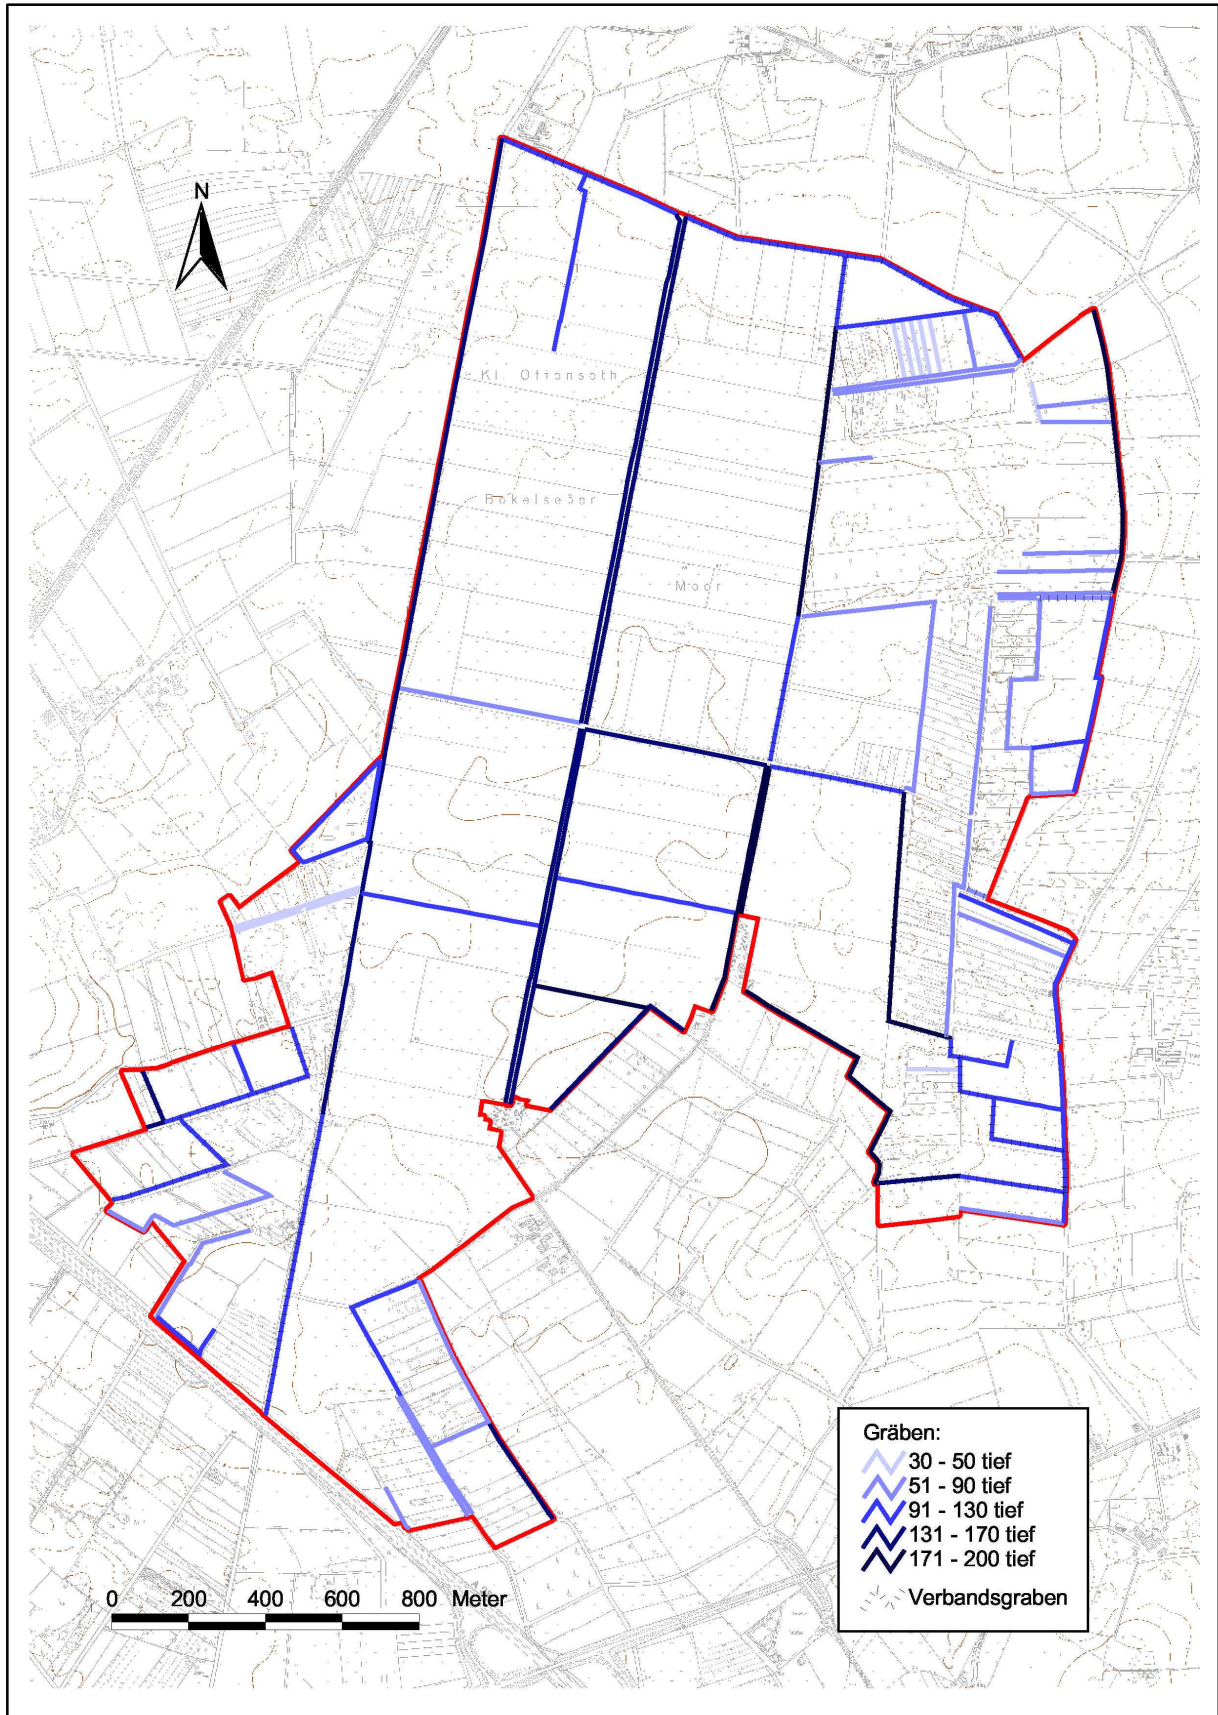 N
Kl. Offenseth
Bokelseßer
Moor
Gräben:
30 - 50 tief
51 - 90 tief
91 - 130 tief
131 - 170 tief
171 - 200 tief
Verbandsgraben
0 200 400 600 800 Meter